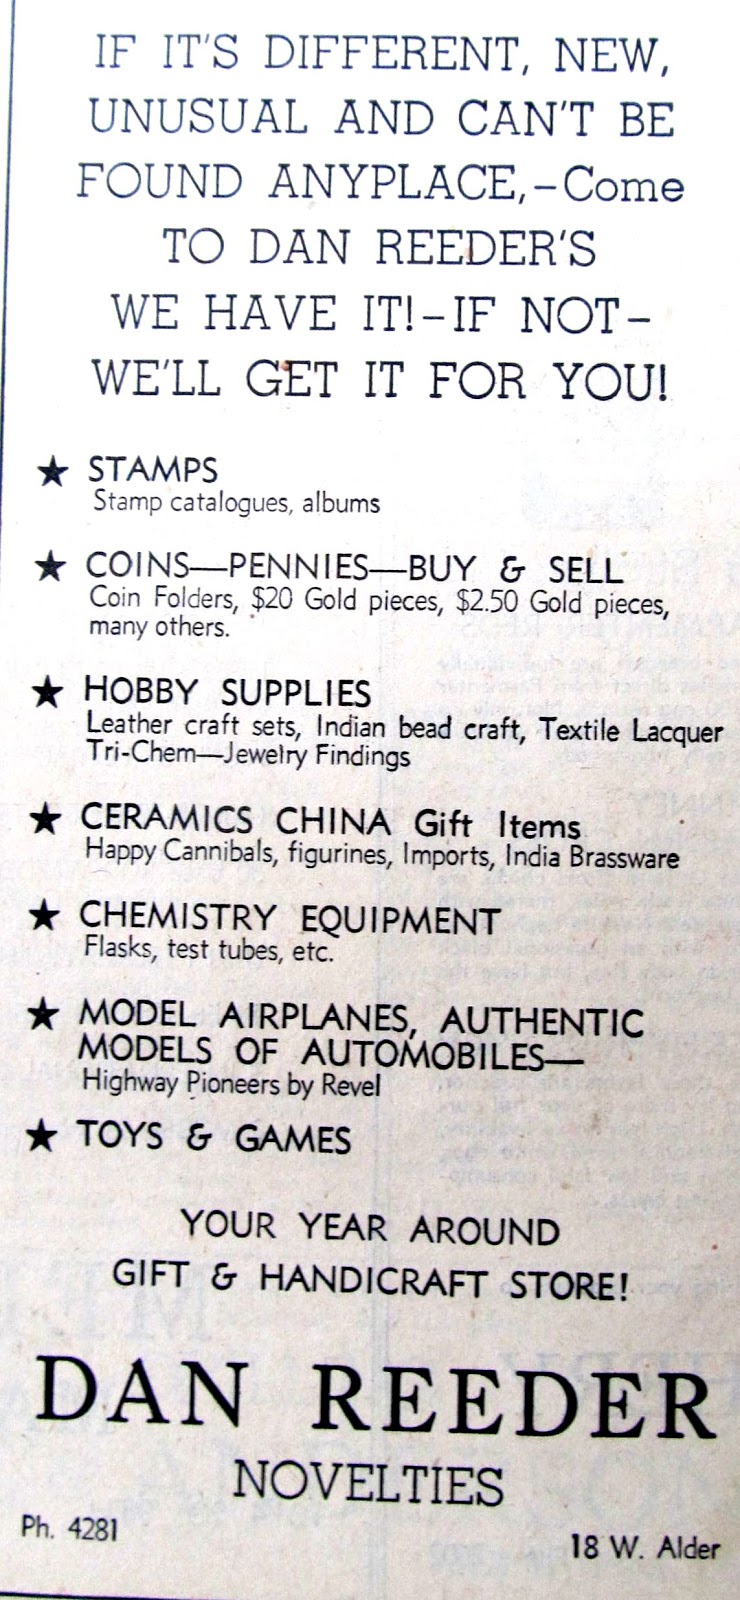 IF IT'S DIFFERENT, NEW,
UNUSUAL AND CAN'T BE
FOUND ANYPLACE,–Come
TO DAN REEDER'S
WE HAVE IT!–IF NOT–
WE'LL GET IT FOR YOU!
★ STAMPS
Stamp catalogues, albums
★ COINS—PENNIES—BUY & SELL
Coin Folders, $20 Gold pieces, $2.50 Gold pieces,
many others.
★ HOBBY SUPPLIES
Leather craft sets, Indian bead craft, Textile Lacquer
Tri-Chem—Jewelry Findings
★ CERAMICS CHINA Gift Items
Happy Cannibals, figurines, Imports, India Brassware
★ CHEMISTRY EQUIPMENT
Flasks, test tubes, etc.
★ MODEL AIRPLANES, AUTHENTIC
MODELS OF AUTOMOBILES—
Highway Pioneers by Revel
★ TOYS & GAMES
YOUR YEAR AROUND
GIFT & HANDICRAFT STORE!
DAN REEDER
NOVELTIES
Ph. 4281
18 W. Alder